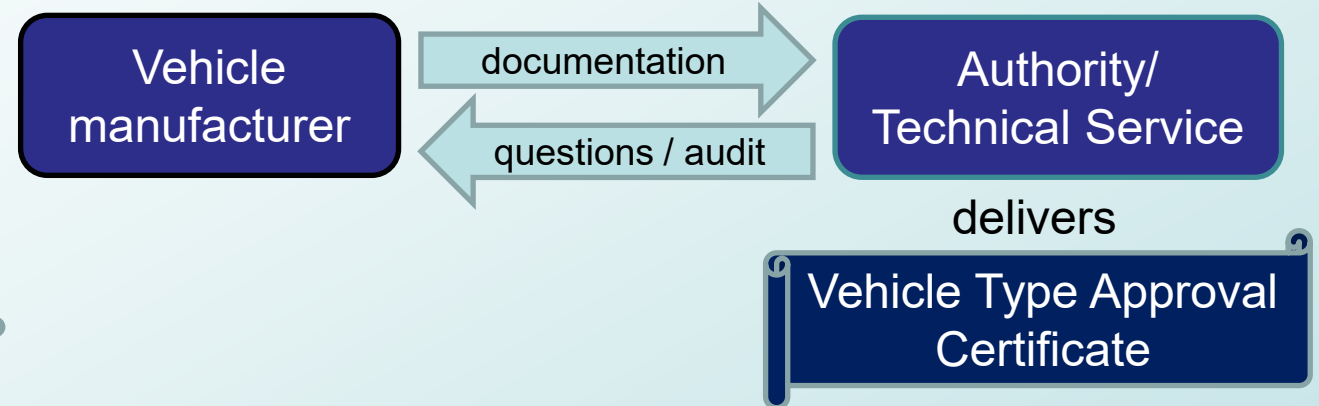 Vehicle
manufacturer
documentation
questions / audit
Authority/
Technical Service
delivers
Vehicle Type Approval
Certificate